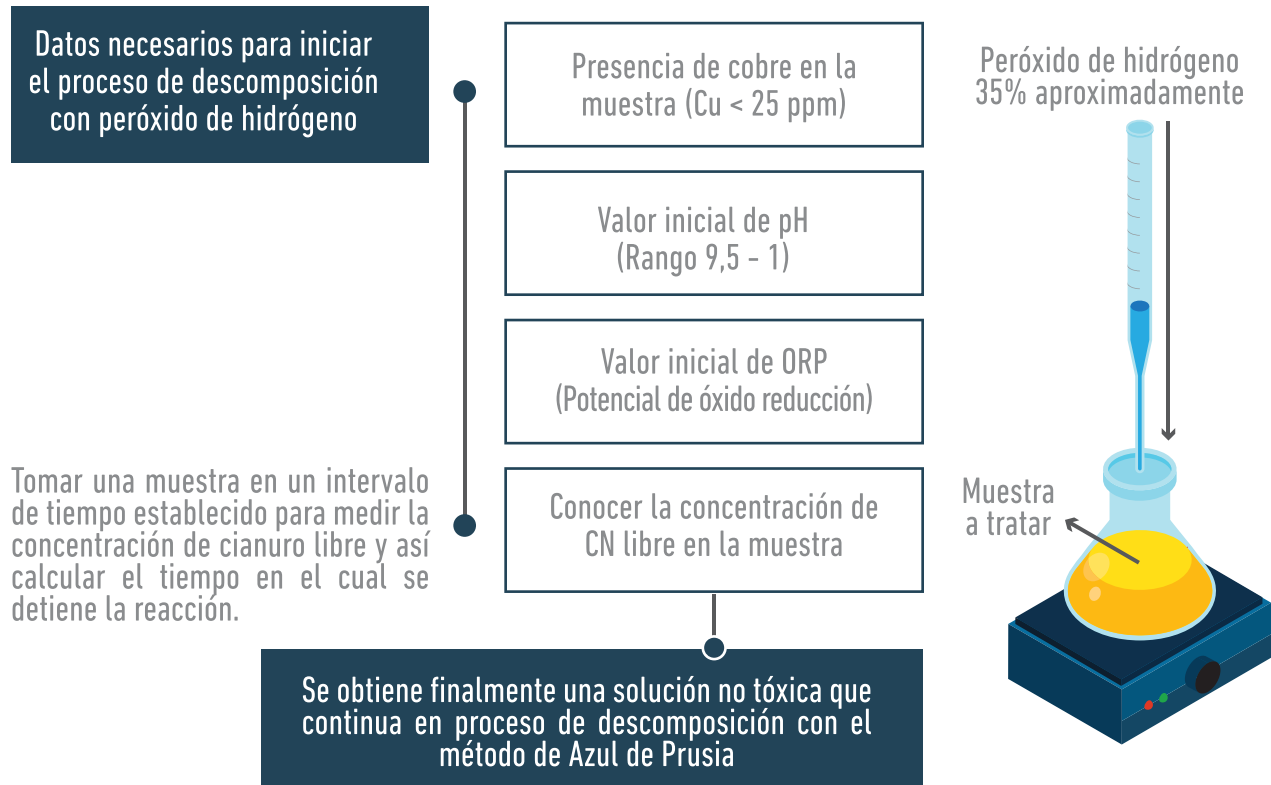 Datos necesarios para iniciar
el proceso de descomposición
con peróxido de hidrógeno
Presencia de cobre en la
muestra (Cu < 25 ppm)
Valor inicial de pH
(Rango 9,5 - 1)
Valor inicial de ORP
(Potencial de óxido reducción)
Conocer la concentración de
CN libre en la muestra
Tomar una muestra en un intervalo
de tiempo establecido para medir la
concentración de cianuro libre y así
calcular el tiempo en el cual se
detiene la reacción.
Se obtiene finalmente una solución no tóxica que
continua en proceso de descomposición con el
método de Azul de Prusia
Peróxido de hidrógeno
35% aproximadamente
Muestra
a tratar